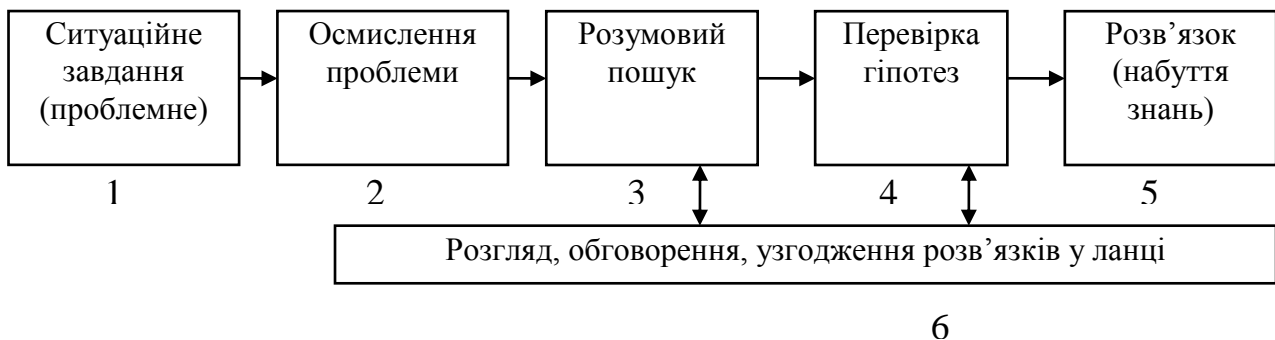 Ситуаційне
завдання
(проблемне)
Осмислення
проблеми
Розумовий
пошук
Перевірка
гіпотез
Розв’язок
(набуття
знань)
1
2
3
4
5
Розгляд, обговорення, узгодження розв’язків у ланці
6